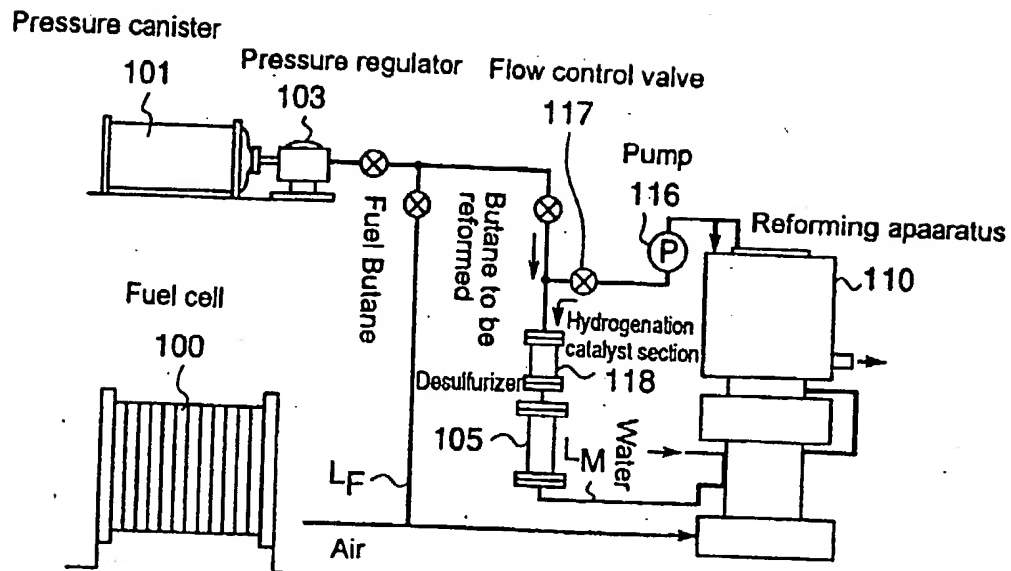 Pressure canister
101
Pressure regulator
103
Flow control valve
117
Pump
116
P
Reforming apaaratus
110
Fuel Butane
Butane to be
reformed
Fuel cell
100
Hydrogenation
catalyst section
118
Desulfurizer
105
LM
Water
LF
Air